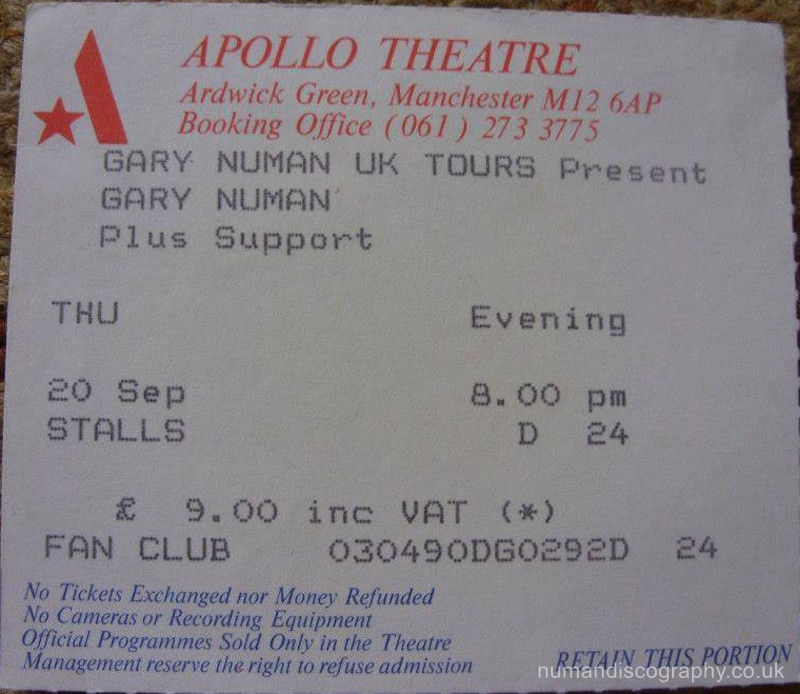 APOLLO THEATRE
Ardwick Green, Manchester M12 6AP
Booking Office (061) 273 3775
GARY NUMAN UK TOURS Present
GARY NUMAN
Plus Support
THU Evening
20 Sep 8.00 pm
STALLS D 24
£ 9.00 inc VAT (*)
FAN CLUB 030490DG0292D 24
No Tickets Exchanged nor Money Refunded
No Cameras or Recording Equipment
Official Programmes Sold Only in the Theatre
Management reserve the right to refuse admission
RETAIN THIS PORTION
numandiscography.co.uk